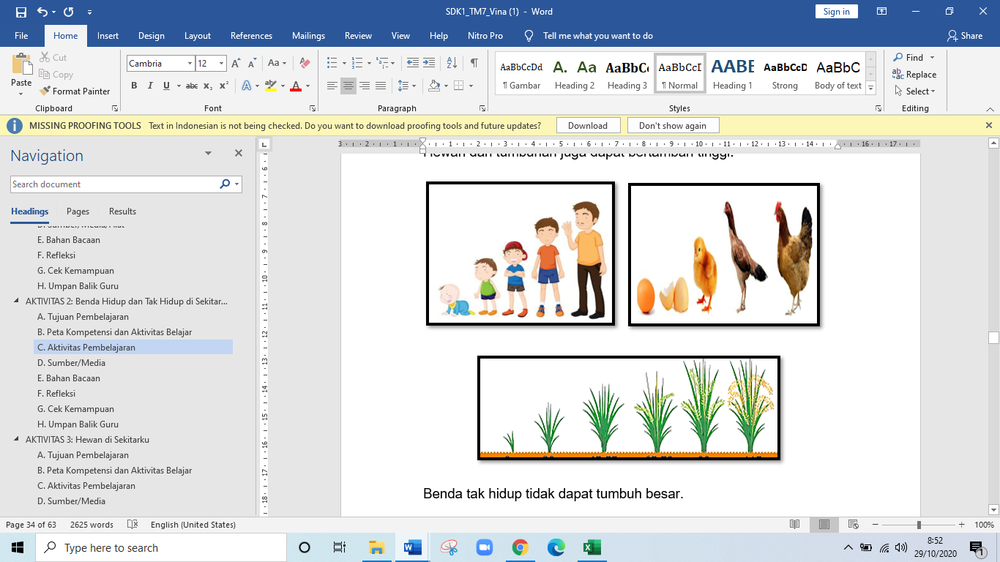 SDK1_TM7_Vina (1) - Word
Sign in
File Home Insert Design Layout References Mailings Review View Help Nitro Pro Tell me what you want to do Share
Paste
Cut
Copy
Format Painter
Clipboard
Cambria 12
Font
Paragraph
AaBbCcDd ¶ Gambar
AaBbCcI ¶ Normal
Heading 2
Heading 3
Heading 1
AaBbCcD Strong
AaBbC Body of text
Styles
Find
Replace
Select
Editing
MISSING PROOFING TOOLS Text in Indonesian is not being checked. Do you want to download proofing tools and future updates? Download Don't show again
Navigation
Search document
Headings Pages Results
E. Bahan Bacaan
F. Refleksi
G. Cek Kemampuan
H. Umpan Balik Guru
AKTIVITAS 2: Benda Hidup dan Tak Hidup di Sekitar...
A. Tujuan Pembelajaran
B. Peta Kompetensi dan Aktivitas Belajar
C. Aktivitas Pembelajaran
D. Sumber/Media
E. Bahan Bacaan
F. Refleksi
G. Cek Kemampuan
H. Umpan Balik Guru
AKTIVITAS 3: Hewan di Sekitarku
A. Tujuan Pembelajaran
B. Peta Kompetensi dan Aktivitas Belajar
C. Aktivitas Pembelajaran
D. Sumber/Media
Hewan dan tumbuhan juga dapat bertambah tinggi.
Benda tak hidup tidak dapat tumbuh besar.
Page 34 of 63 2625 words English (United States) 100%
Type here to search
8:52
29/10/2020